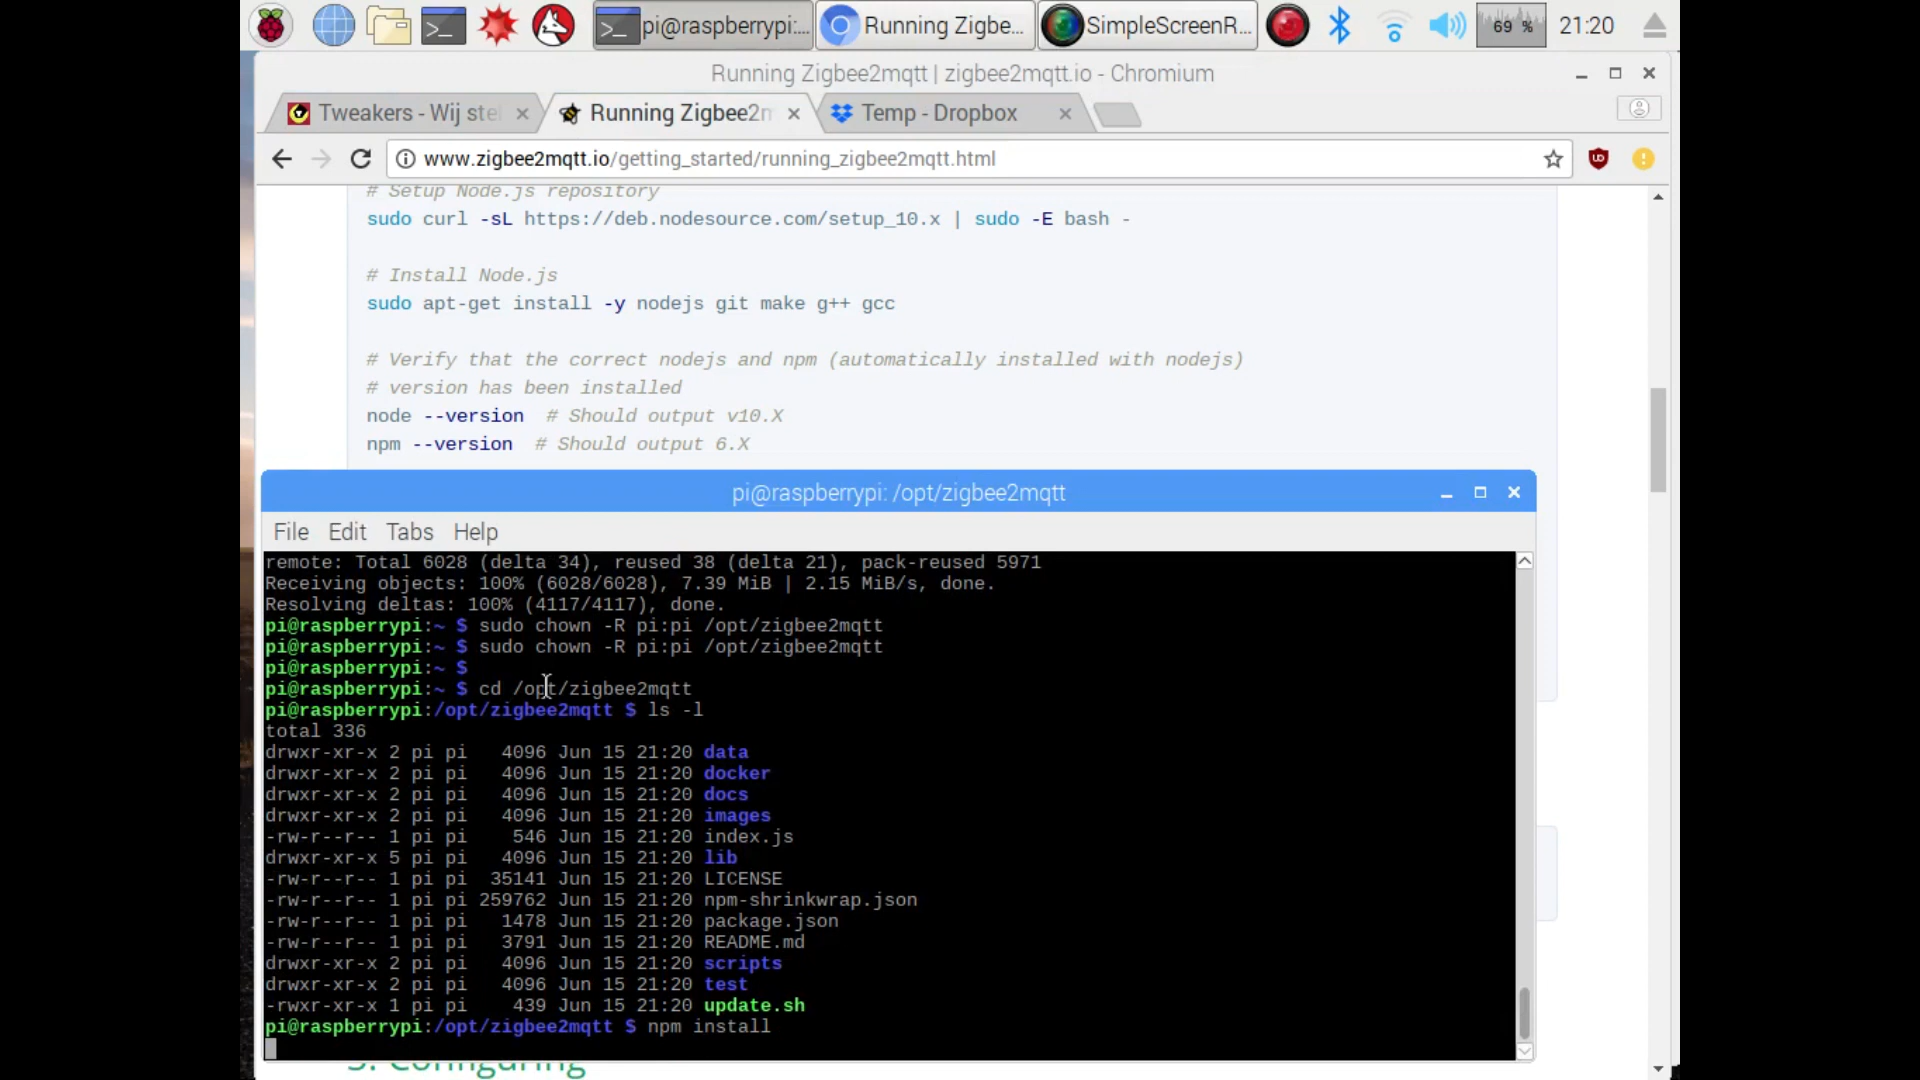 pi@raspberrypi:...
Running Zigbe...
SimpleScreenR...
69 %
21:20
Running Zigbee2mqtt | zigbee2mqtt.io - Chromium
Tweakers - Wij ste
Running Zigbee2m
Temp - Dropbox
www.zigbee2mqtt.io/getting_started/running_zigbee2mqtt.html
# Setup Node.js repository
sudo curl -sL https://deb.nodesource.com/setup_10.x | sudo -E bash -
# Install Node.js
sudo apt-get install -y nodejs git make g++ gcc
# Verify that the correct nodejs and npm (automatically installed with nodejs)
# version has been installed
node --version  # Should output v10.X
npm --version  # Should output 6.X
pi@raspberrypi: /opt/zigbee2mqtt
File Edit Tabs Help
remote: Total 6028 (delta 34), reused 38 (delta 21), pack-reused 5971
Receiving objects: 100% (6028/6028), 7.39 MiB | 2.15 MiB/s, done.
Resolving deltas: 100% (4117/4117), done.
pi@raspberrypi:~ $ sudo chown -R pi:pi /opt/zigbee2mqtt
pi@raspberrypi:~ $ sudo chown -R pi:pi /opt/zigbee2mqtt
pi@raspberrypi:~ $
pi@raspberrypi:~ $ cd /opt/zigbee2mqtt
pi@raspberrypi:/opt/zigbee2mqtt $ ls -l
total 336
drwxr-xr-x 2 pi pi   4096 Jun 15 21:20 data
drwxr-xr-x 2 pi pi   4096 Jun 15 21:20 docker
drwxr-xr-x 2 pi pi   4096 Jun 15 21:20 docs
drwxr-xr-x 2 pi pi   4096 Jun 15 21:20 images
-rw-r--r-- 1 pi pi    546 Jun 15 21:20 index.js
drwxr-xr-x 5 pi pi   4096 Jun 15 21:20 lib
-rw-r--r-- 1 pi pi  35141 Jun 15 21:20 LICENSE
-rw-r--r-- 1 pi pi 259762 Jun 15 21:20 npm-shrinkwrap.json
-rw-r--r-- 1 pi pi   1478 Jun 15 21:20 package.json
-rw-r--r-- 1 pi pi   3791 Jun 15 21:20 README.md
drwxr-xr-x 2 pi pi   4096 Jun 15 21:20 scripts
drwxr-xr-x 2 pi pi   4096 Jun 15 21:20 test
-rwxr-xr-x 1 pi pi    439 Jun 15 21:20 update.sh
pi@raspberrypi:/opt/zigbee2mqtt $ npm install
3. Configuring